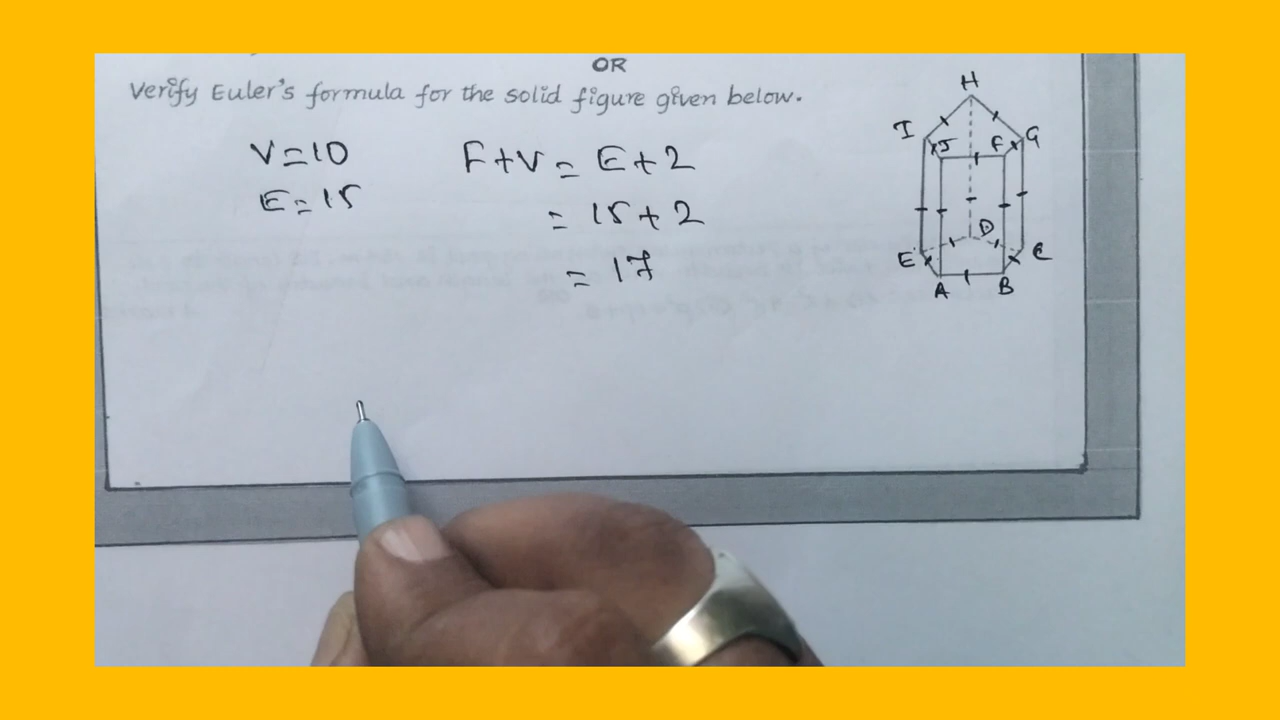 OR
Verify Euler's formula for the solid figure given below.
V=10
E=15
F+V = E+2
= 15+2
= 17
H
I
J
F
G
D
E
C
A
B